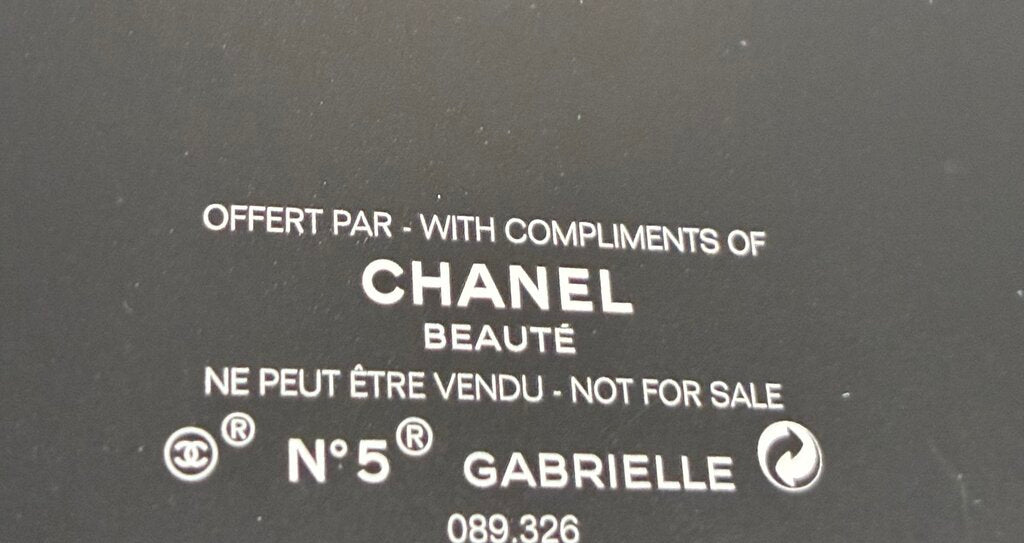 OFFERT PAR - WITH COMPLIMENTS OF
CHANEL
BEAUTÉ
NE PEUT ÊTRE VENDU - NOT FOR SALE
® N°5® GABRIELLE
089.326